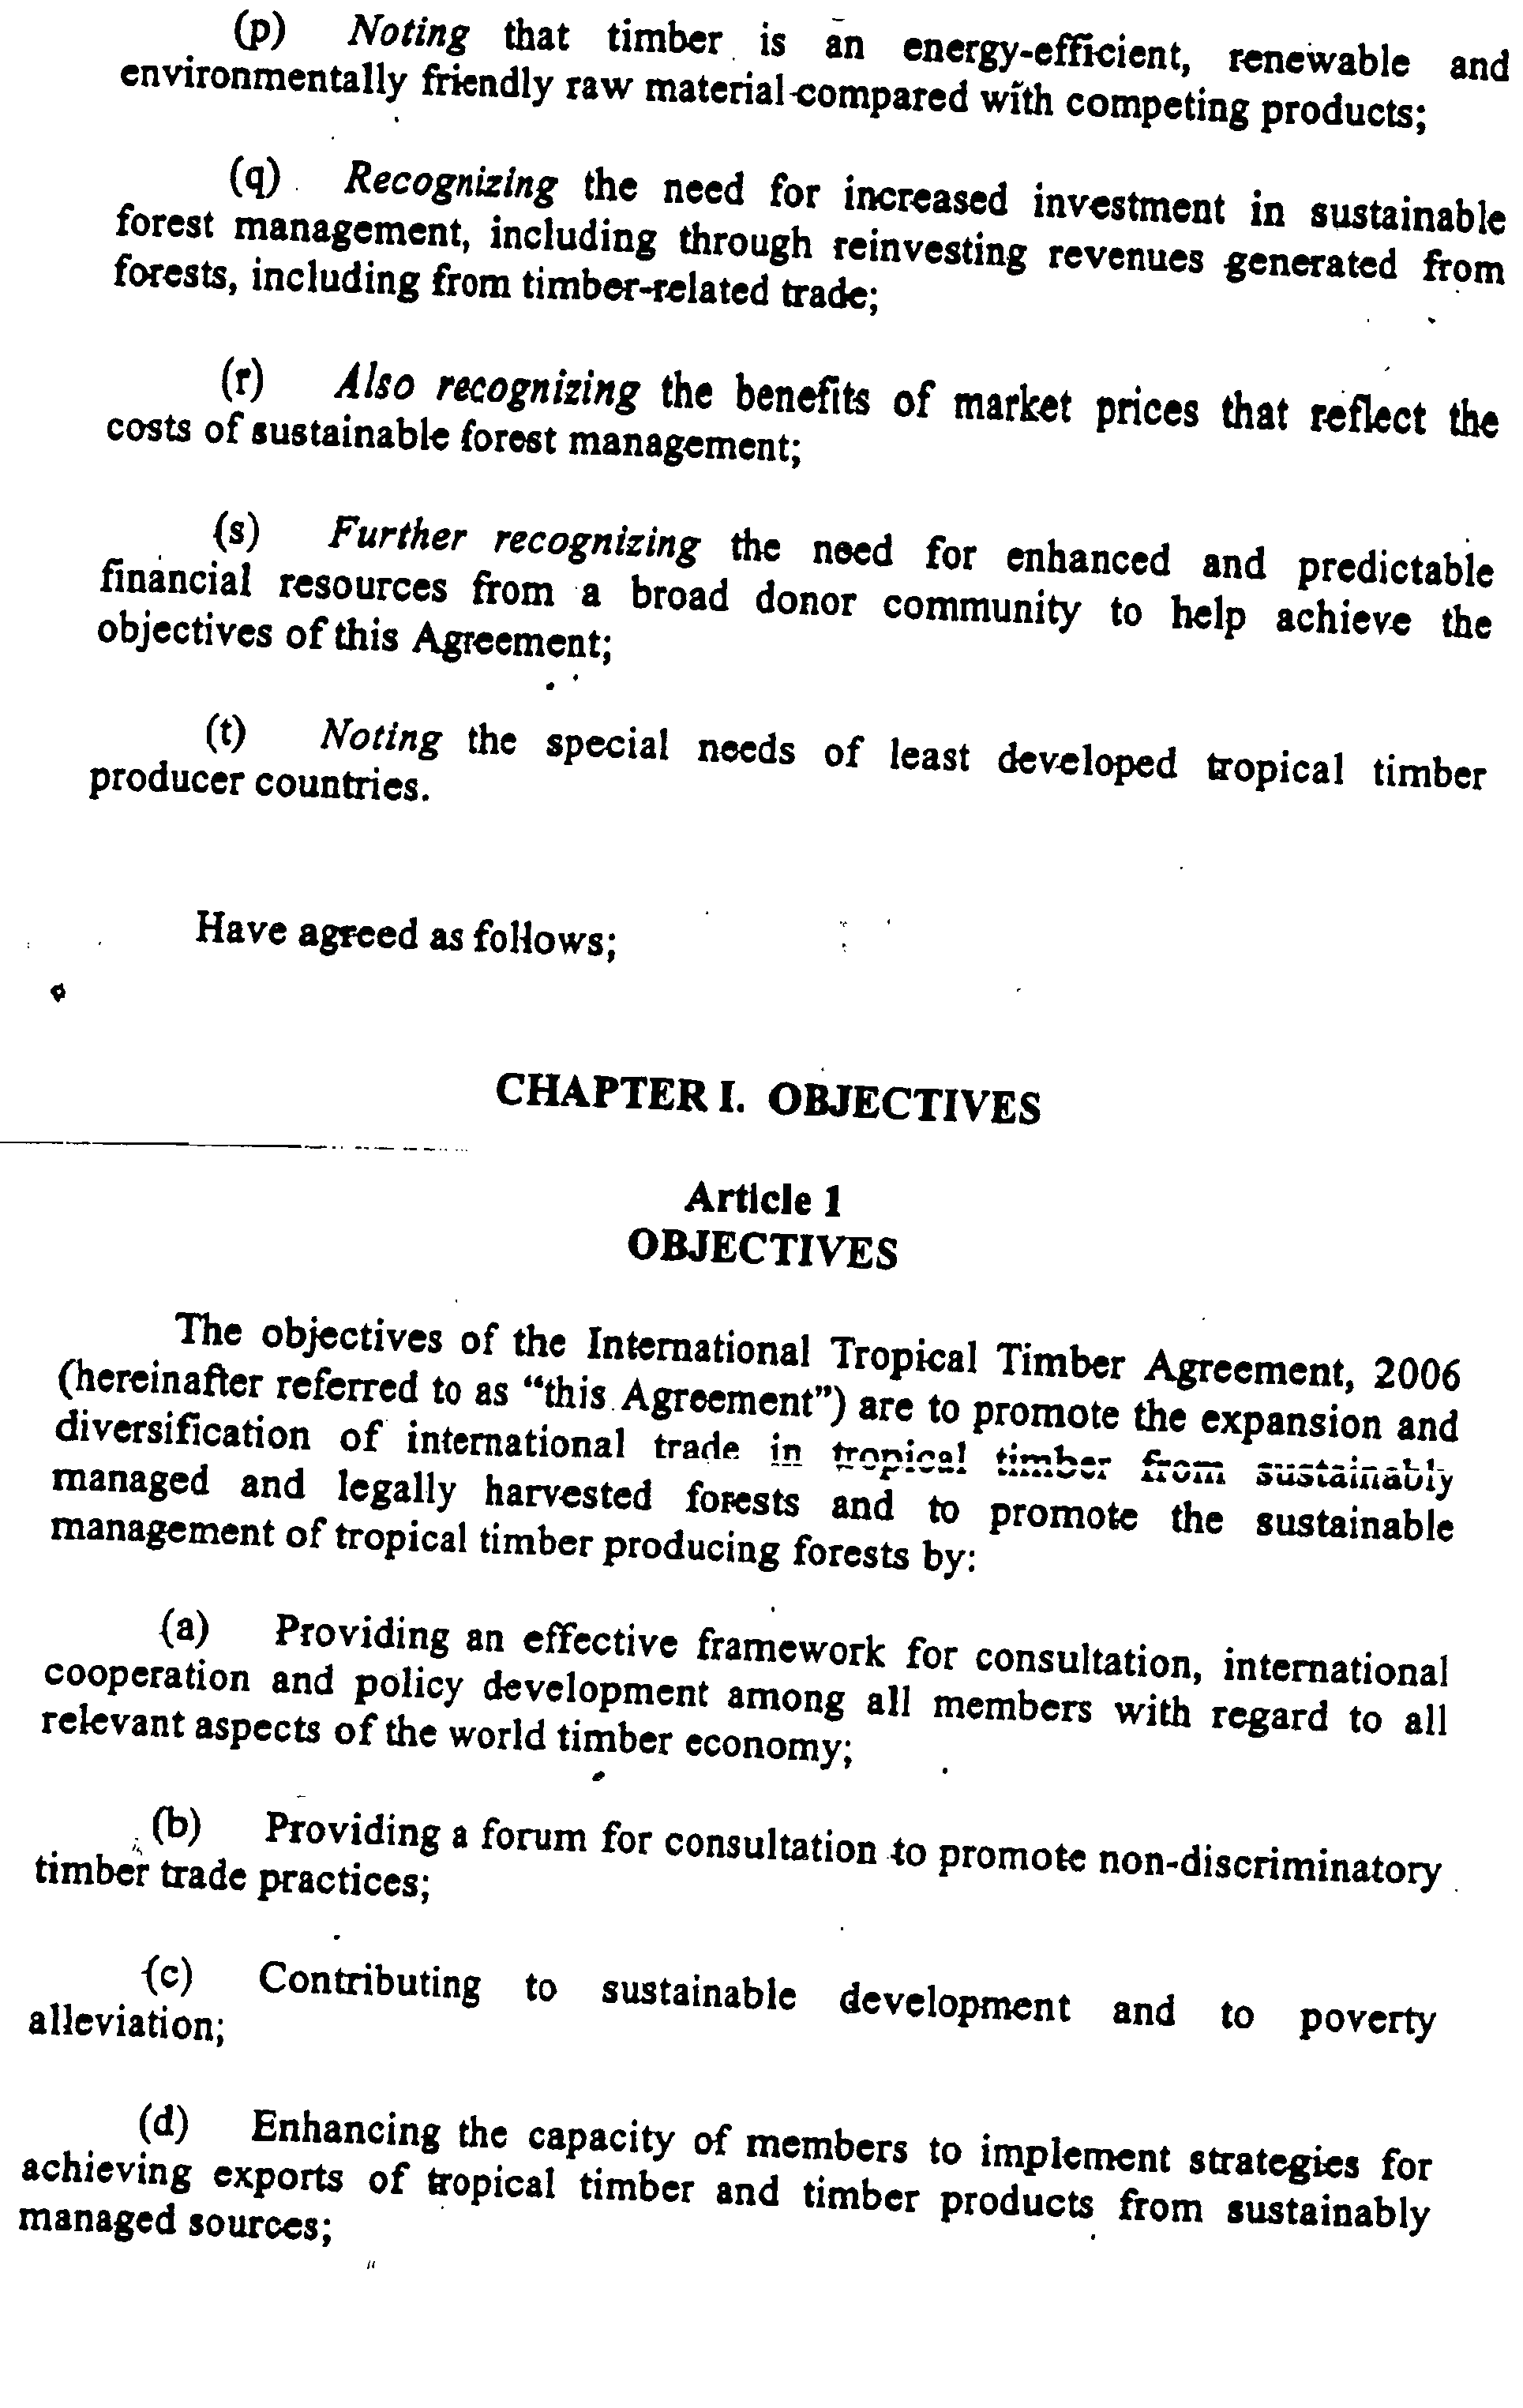 (p) Noting that timber is an energy-efficient, renewable and
environmentally friendly raw material compared with competing products;
(q) Recognizing the need for increased investment in sustainable
forest management, including through reinvesting revenues generated from
forests, including from timber-related trade;
(r) Also recognizing the benefits of market prices that reflect the
costs of sustainable forest management;
(s) Further recognizing the need for enhanced and predictable
financial resources from a broad donor community to help achieve the
objectives of this Agreement;
(t) Noting the special needs of least developed tropical timber
producer countries.
Have agreed as follows;
CHAPTER I. OBJECTIVES
Article 1
OBJECTIVES
The objectives of the International Tropical Timber Agreement, 2006
(hereinafter referred to as "this Agreement") are to promote the expansion and
diversification of international trade in tropical timber from sustainably
managed and legally harvested forests and to promote the sustainable
management of tropical timber producing forests by:
(a) Providing an effective framework for consultation, international
cooperation and policy development among all members with regard to all
relevant aspects of the world timber economy;
(b) Providing a forum for consultation to promote non-discriminatory
timber trade practices;
(c) Contributing to sustainable development and to poverty
alleviation;
(d) Enhancing the capacity of members to implement strategies for
achieving exports of tropical timber and timber products from sustainably
managed sources;